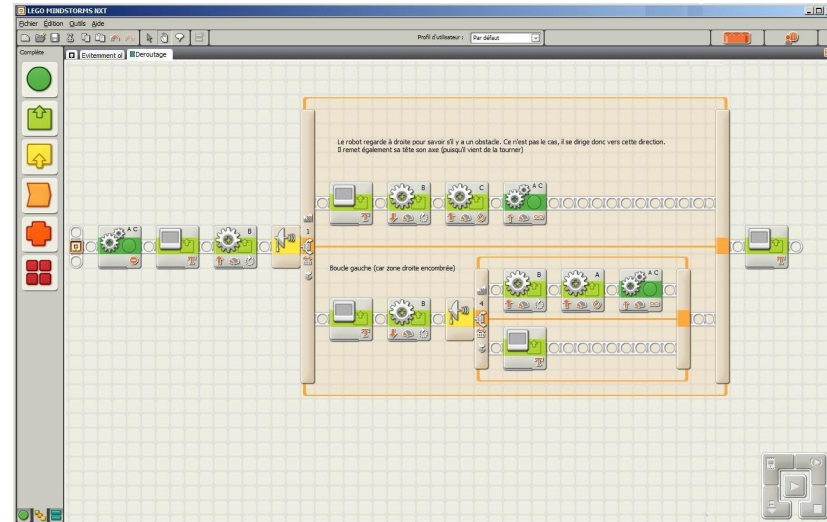 LEGO MINDSTORMS NXT
Fichier Édition Outils Aide
Profil d'utilisateur : Par défaut
Complète
Evitemment ol Deroutage
Le robot regarde à droite pour savoir s'il y a un obstacle. Ce n'est pas le cas, il se dirige donc vers cette direction.
Il remet également sa tête son axe (puisqu'il vient de la tourner)
B C A C
A C B 1
Boucle gauche (car zone droite encombrée)
B A A C
B 4